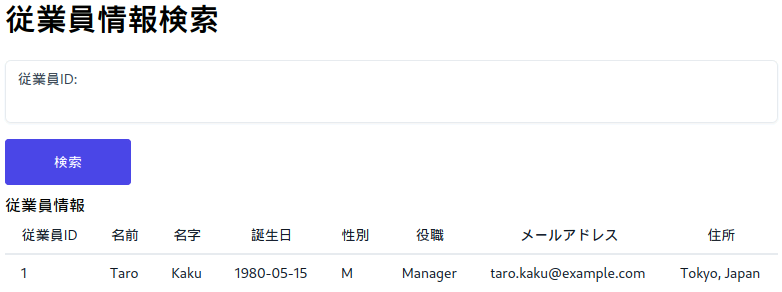 従業員情報検索
従業員ID:
検索
従業員情報
従業員ID 名前 名字 誕生日 性別 役職 メールアドレス 住所
1 Taro Kaku 1980-05-15 M Manager taro.kaku@example.com Tokyo, Japan